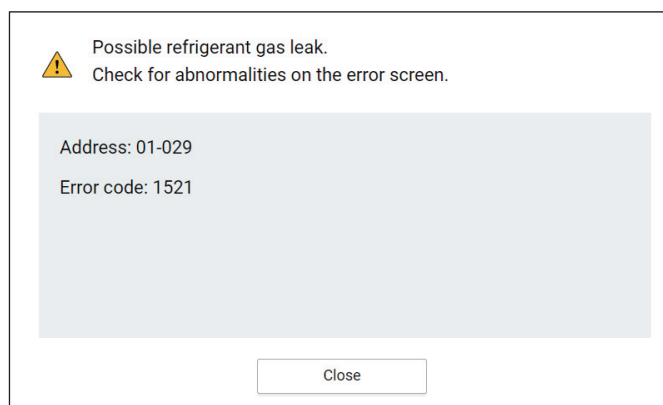 Possible refrigerant gas leak.
Check for abnormalities on the error screen.
Address: 01-029
Error code: 1521
Close